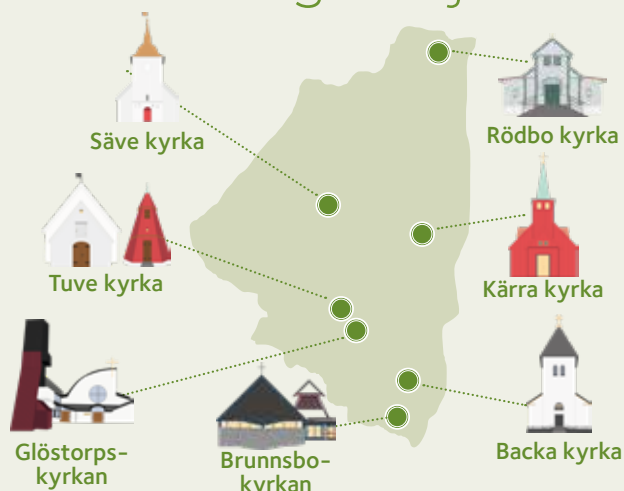 Säve kyrka
Rödbo kyrka
Tuve kyrka
Kärra kyrka
Glöstorps-
kyrkan
Brunnsbo-
kyrkan
Backa kyrka